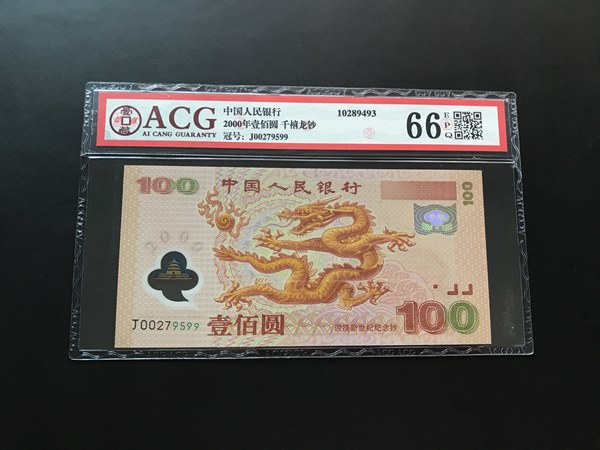 ACG
AI CANG GUARANTY
中国人民银行
2000年壹佰圆 千禧龙钞
冠号: J00279599
10289493
66 EPQ
100
中国人民银行
100
2000
J00279599
壹佰圆
迎接新世纪纪念钞
100